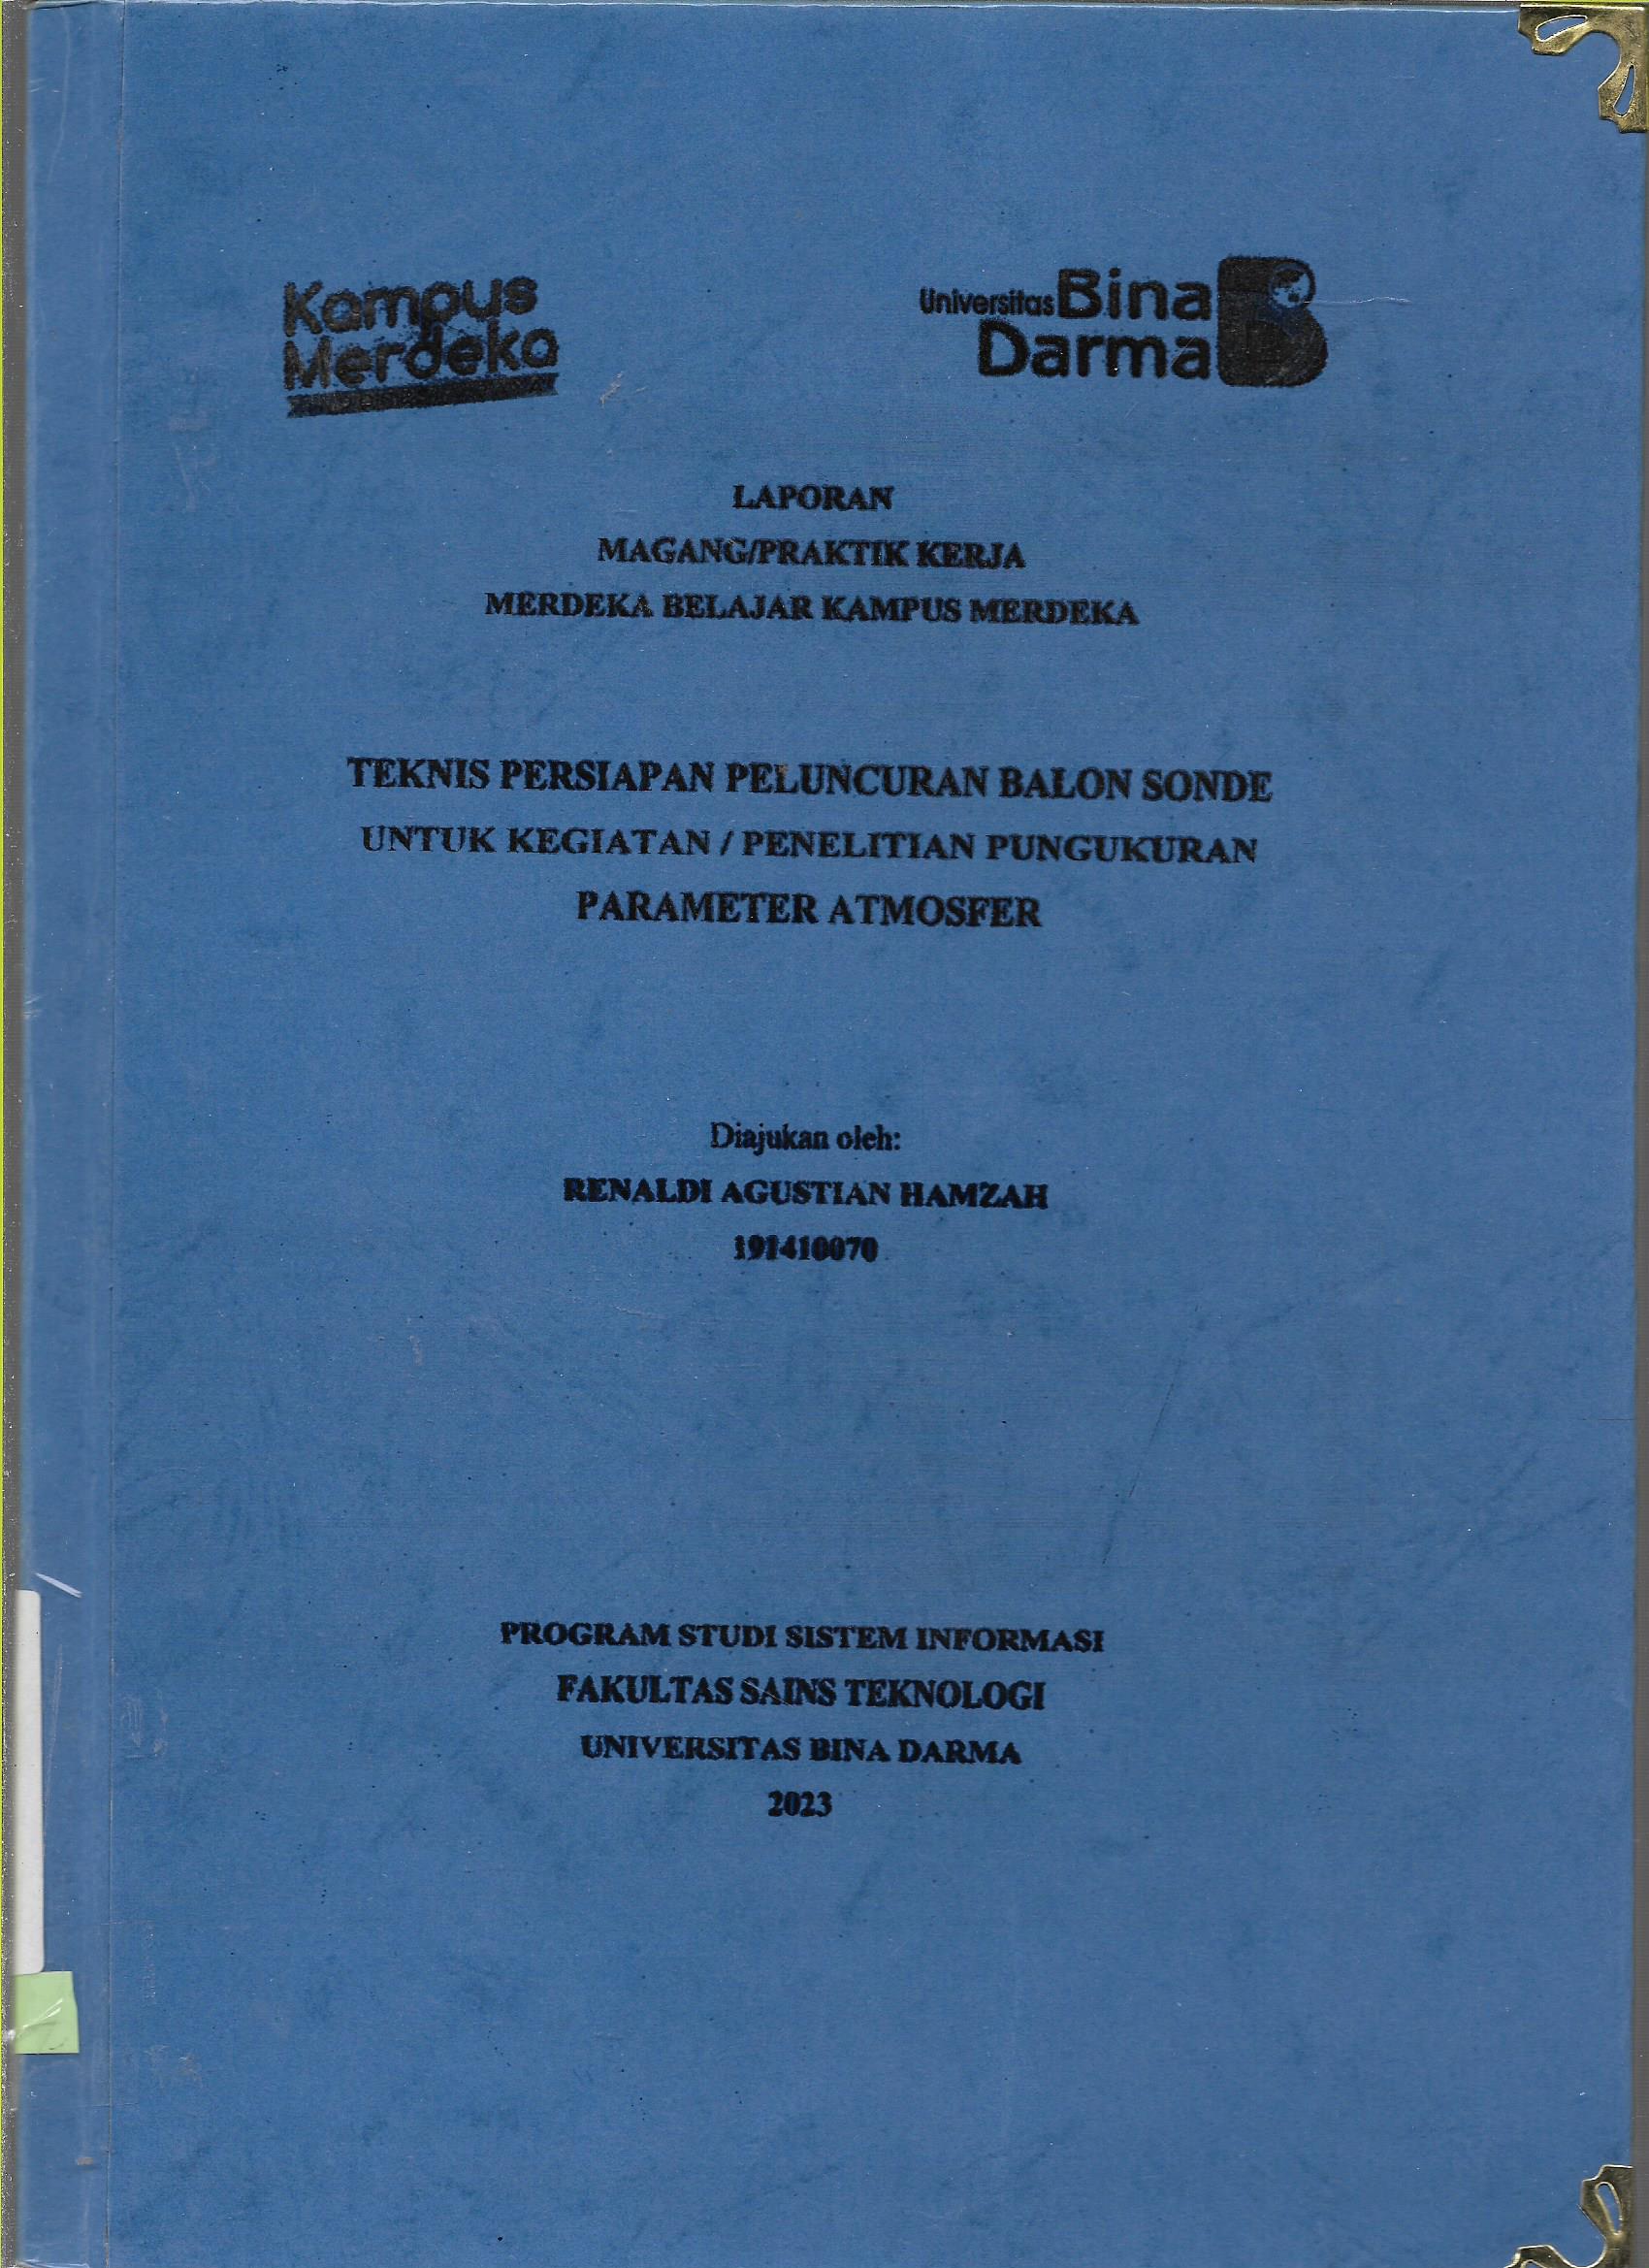 Kampus
Merdeka
Universitas Bina
Darma
LAPORAN
MAGANG/PRAKTIK KERJA
MERDEKA BELAJAR KAMPUS MERDEKA
TEKNIS PERSIAPAN PELUNCURAN BALON SONDE
UNTUK KEGIATAN / PENELITIAN PUNGUKURAN
PARAMETER ATMOSFER
Diajukan oleh:
RENALDI AGUSTIAN HAMZAH
191410070
PROGRAM STUDI SISTEM INFORMASI
FAKULTAS SAINS TEKNOLOGI
UNIVERSITAS BINA DARMA
2023